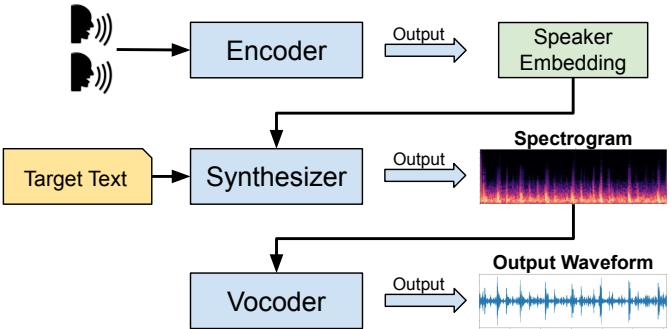 Encoder
Output
Speaker
Embedding
Target Text
Synthesizer
Output
Spectrogram
Vocoder
Output
Output Waveform